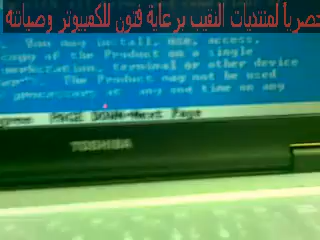 حصرياً لمنتديات النقيب برعاية فنون للكمبيوتر وصيانته
You may install, use, access,
copy of the Product on a single
workstation, terminal or other device
The Product may not be used
processors at any one time on any
PAGE DOWN=Next Page
TOSHIBA